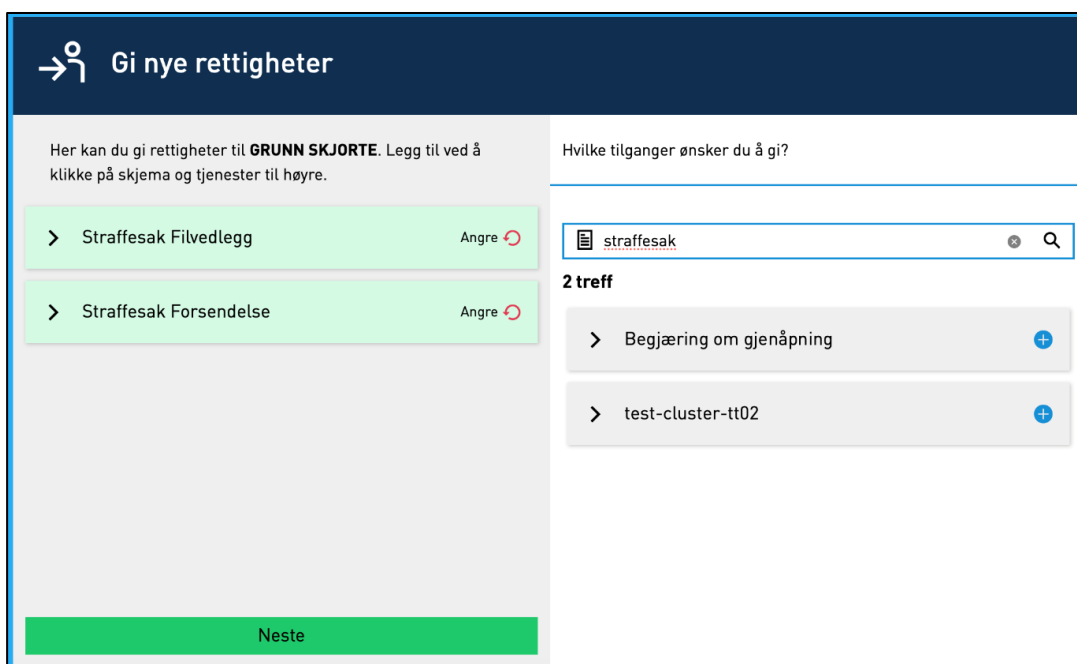 Gi nye rettigheter
Her kan du gi rettigheter til GRUNN SKJORTE. Legg til ved å
klikke på skjema og tjenester til høyre.
Straffesak Filvedlegg
Angre
Straffesak Forsendelse
Angre
Neste
Hvilke tilganger ønsker du å gi?
straffesak
2 treff
Begjæring om gjenåpning
test-cluster-tt02